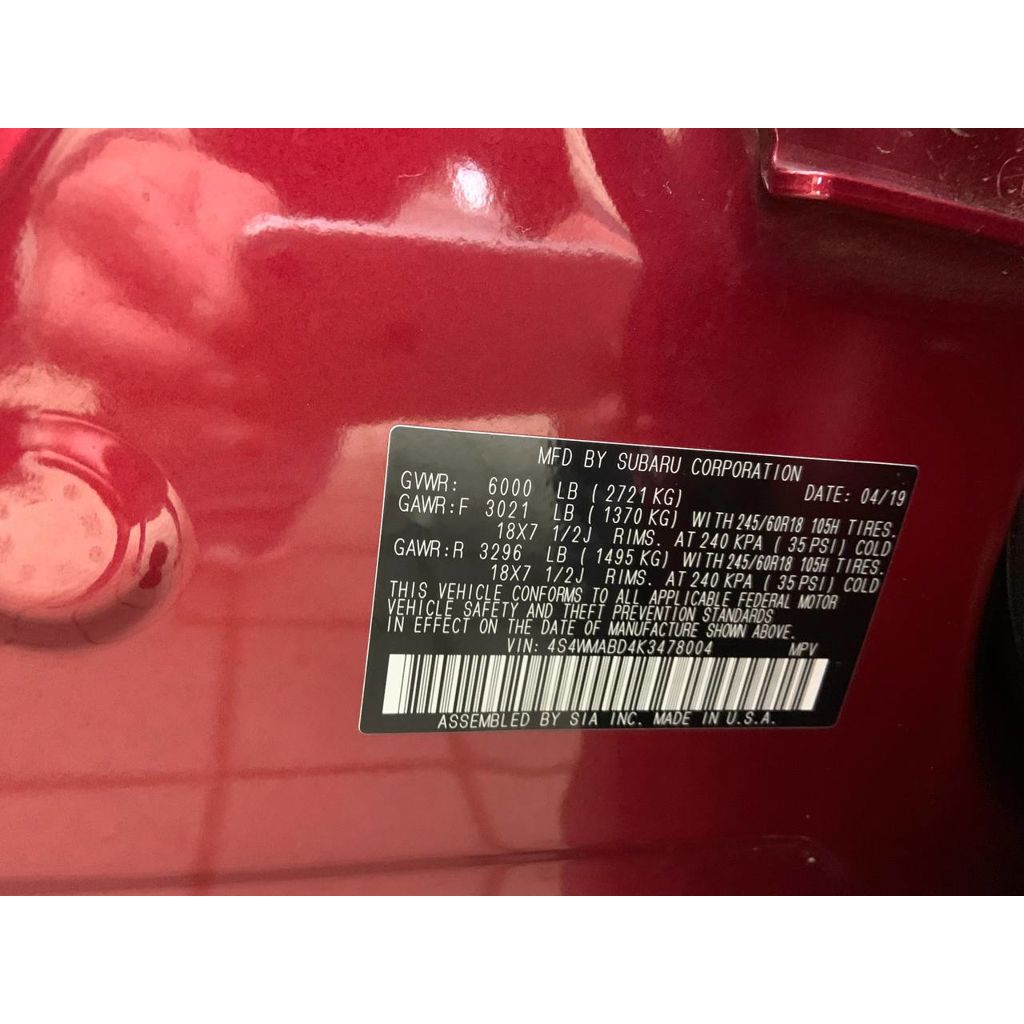 MFD BY SUBARU CORPORATION
GVWR: 6000 LB ( 2721 KG) DATE: 04/19
GAWR:F 3021 LB ( 1370 KG) WITH 245/60R18 105H TIRES.
18X7 1/2J RIMS. AT 240 KPA ( 35 PSI) COLD
GAWR:R 3296 LB ( 1495 KG) WITH 245/60R18 105H TIRES.
18X7 1/2J RIMS. AT 240 KPA ( 35 PSI) COLD
THIS VEHICLE CONFORMS TO ALL APPLICABLE FEDERAL MOTOR
VEHICLE SAFETY AND THEFT PREVENTION STANDARDS
IN EFFECT ON THE DATE OF MANUFACTURE SHOWN ABOVE.
VIN: 4S4WMABD4K3478004 MPV
ASSEMBLED BY SIA INC. MADE IN U.S.A.